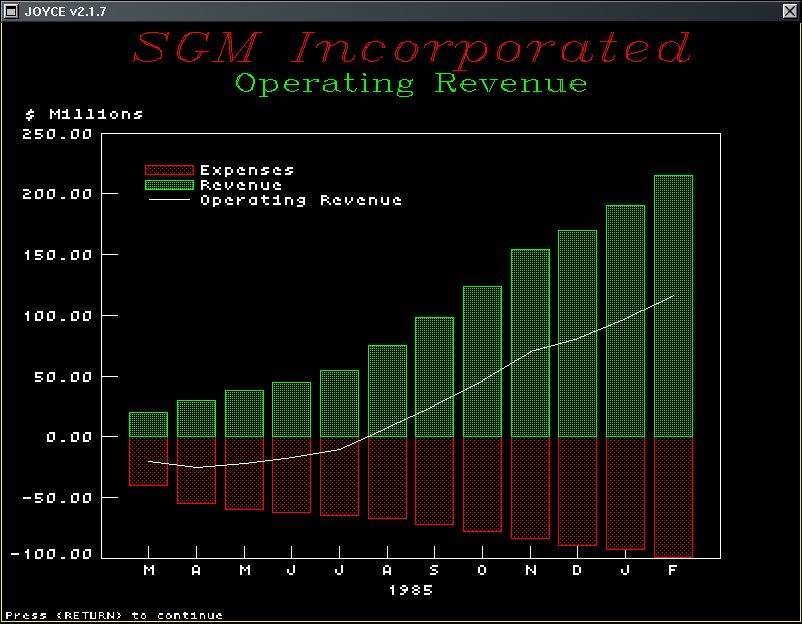 JOYCE v2.1.7
SGM Incorporated
Operating Revenue
$ Millions
250.00
Expenses
Revenue
200.00
Operating Revenue
150.00
100.00
50.00
0.00
-50.00
-100.00
M A M J J A S O N D J F
1985
Press <RETURN> to continue